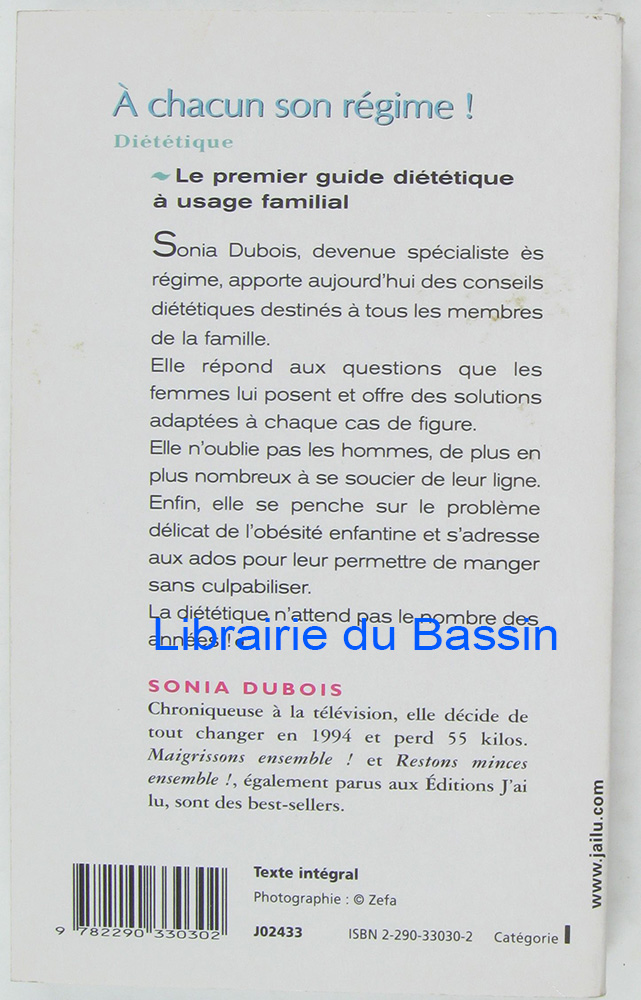 À chacun son régime !
Diététique
Le premier guide diététique
à usage familial
Sonia Dubois, devenue spécialiste ès
régime, apporte aujourd'hui des conseils
diététiques destinés à tous les membres
de la famille.
Elle répond aux questions que les
femmes lui posent et offre des solutions
adaptées à chaque cas de figure.
Elle n'oublie pas les hommes, de plus en
plus nombreux à se soucier de leur ligne.
Enfin, elle se penche sur le problème
délicat de l'obésité enfantine et s'adresse
aux ados pour leur permettre de manger
sans culpabiliser.
La diététique n'attend pas le nombre des
années !
Librairie du Bassin
SONIA DUBOIS
Chroniqueuse à la télévision, elle décide de
tout changer en 1994 et perd 55 kilos.
Maigrissons ensemble ! et Restons minces
ensemble !, également parus aux Éditions J'ai
lu, sont des best-sellers.
www.jailu.com
Texte intégral
Photographie : © Zefa
9 782290 330302
J02433 ISBN 2-290-33030-2 Catégorie I